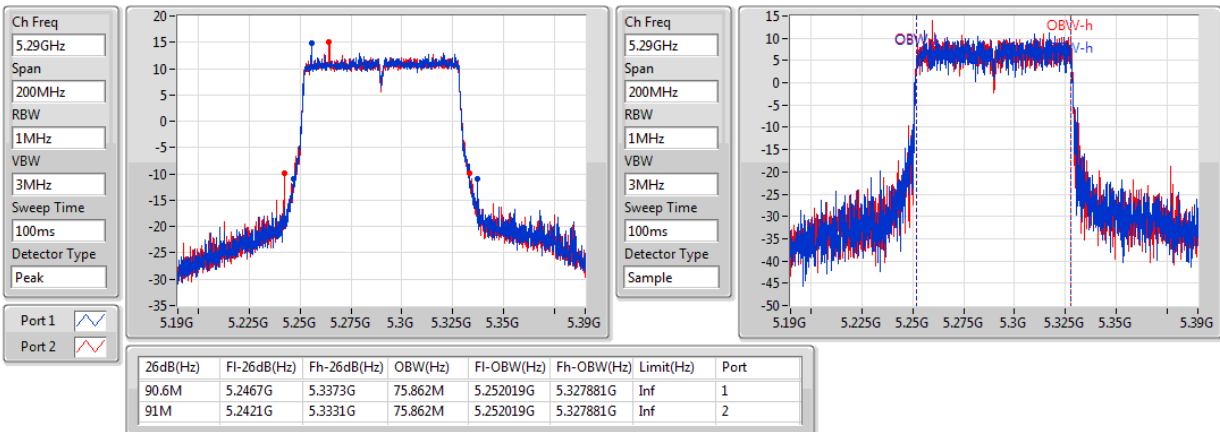 Ch Freq
5.29GHz
Span
200MHz
RBW
1MHz
VBW
3MHz
Sweep Time
100ms
Detector Type
Peak
Port 1
Port 2
20
15
10
5
0
-5
-10
-15
-20
-25
-30
-35
5.19G 5.225G 5.25G 5.275G 5.3G 5.325G 5.35G 5.39G
Ch Freq
5.29GHz
Span
200MHz
RBW
1MHz
VBW
3MHz
Sweep Time
100ms
Detector Type
Sample
15
10
5
0
-5
-10
-15
-20
-25
-30
-35
-40
-45
-50
OBW
OBW-h
W-h
5.19G 5.225G 5.25G 5.275G 5.3G 5.325G 5.35G 5.39G
26dB(Hz) Fl-26dB(Hz) Fh-26dB(Hz) OBW(Hz) Fl-OBW(Hz) Fh-OBW(Hz) Limit(Hz) Port
90.6M 5.2467G 5.3373G 75.862M 5.252019G 5.327881G Inf 1
91M 5.2421G 5.3331G 75.862M 5.252019G 5.327881G Inf 2